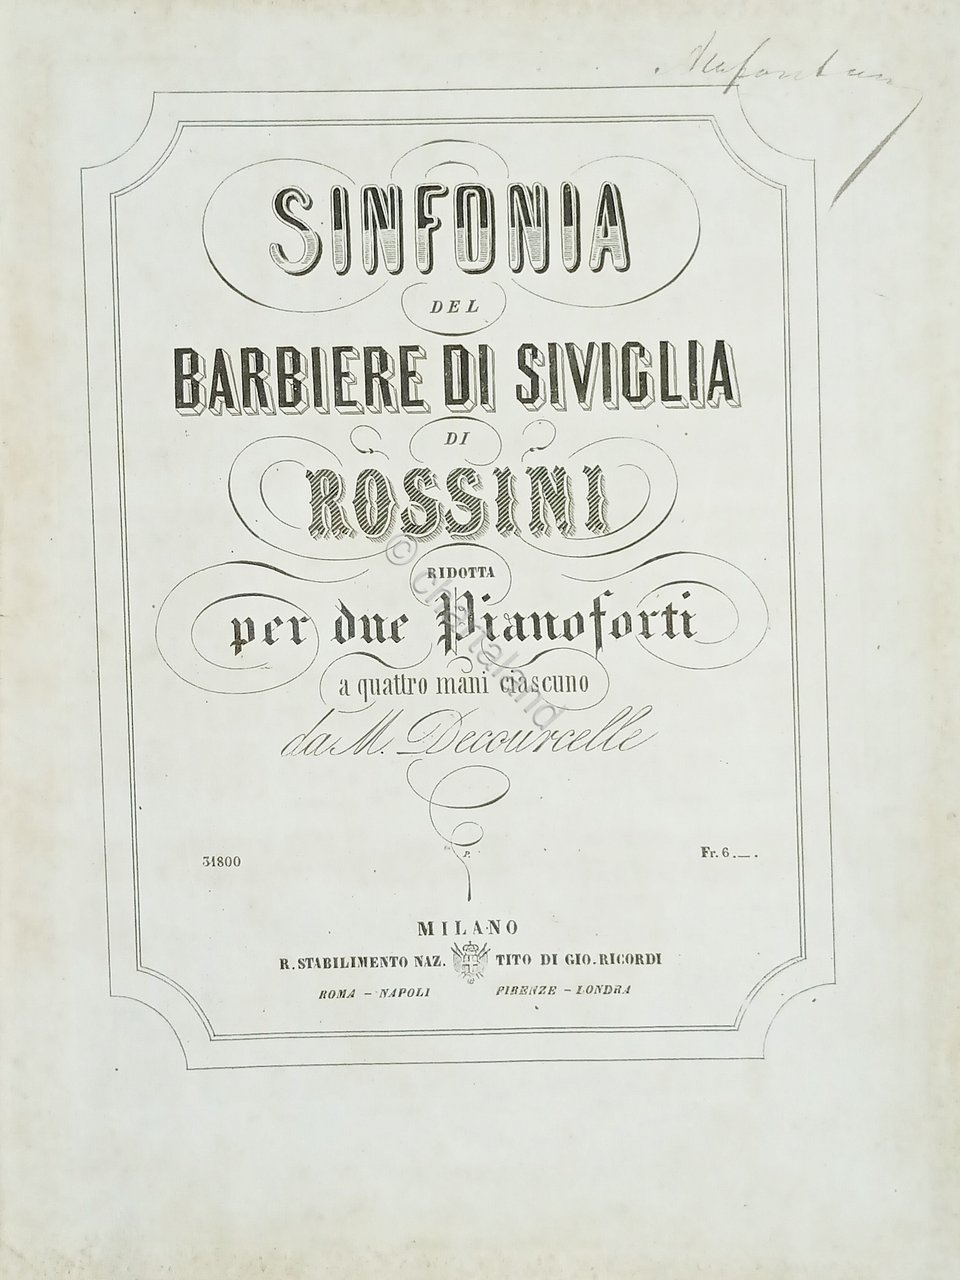 SINFONIA
DEL
BARBIERE DI SIVIGLIA
DI
ROSSINI
RIDOTTA
per due Pianoforti
a quattro mani ciascuno
da M. Decourcelle
P.
31800
Fr. 6._.
MILANO
R. STABILIMENTO NAZ. TITO DI GIO. RICORDI
ROMA - NAPOLI FIRENZE - LONDRA
© Chartaland